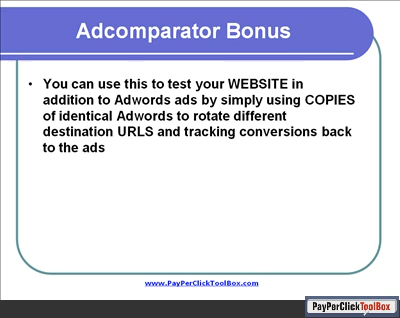 Adcomparator Bonus
• You can use this to test your WEBSITE in
addition to Adwords ads by simply using COPIES
of identical Adwords to rotate different
destination URLS and tracking conversions back
to the ads
www.PayPerClickToolBox.com
PayPerClickToolBox